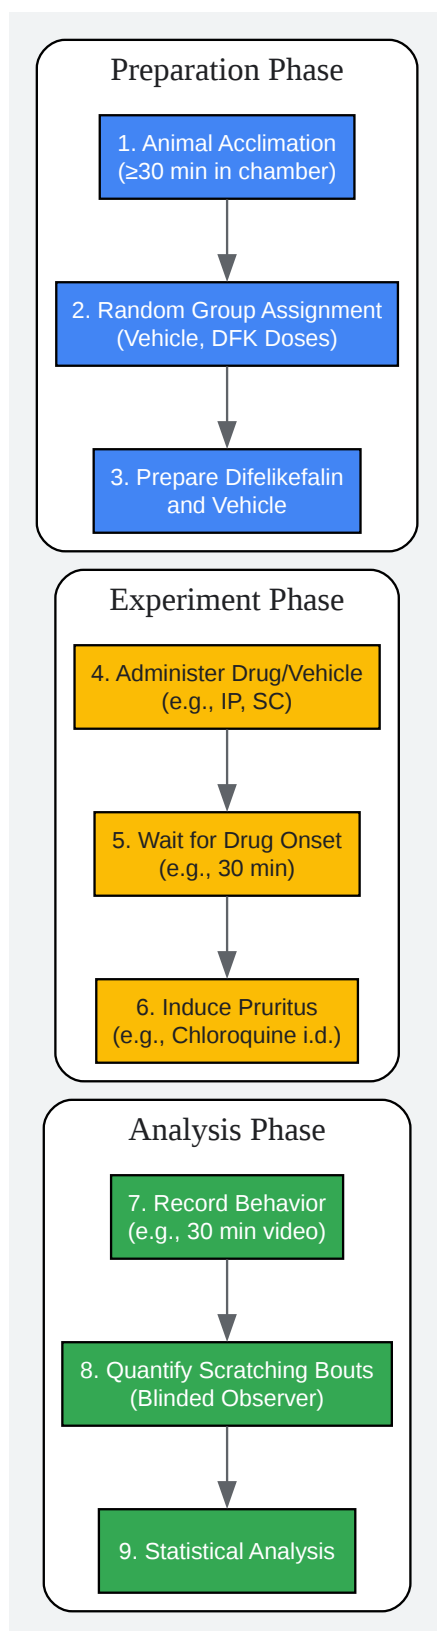 Preparation Phase
1. Animal Acclimation
(≥30 min in chamber)
2. Random Group Assignment
(Vehicle, DFK Doses)
3. Prepare Difelikefalin
and Vehicle
Experiment Phase
4. Administer Drug/Vehicle
(e.g., IP, SC)
5. Wait for Drug Onset
(e.g., 30 min)
6. Induce Pruritus
(e.g., Chloroquine i.d.)
Analysis Phase
7. Record Behavior
(e.g., 30 min video)
8. Quantify Scratching Bouts
(Blinded Observer)
9. Statistical Analysis